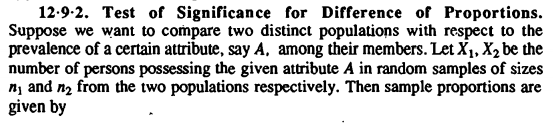 12·9·2. Test of Significance for Difference of Proportions.
Suppose we want to compare two distinct populations with respect to the
prevalence of a certain attribute, say A, among their members. Let X₁, X₂ be the
number of persons possessing the given attribute A in random samples of sizes
n₁ and n₂ from the two populations respectively. Then sample proportions are
given by